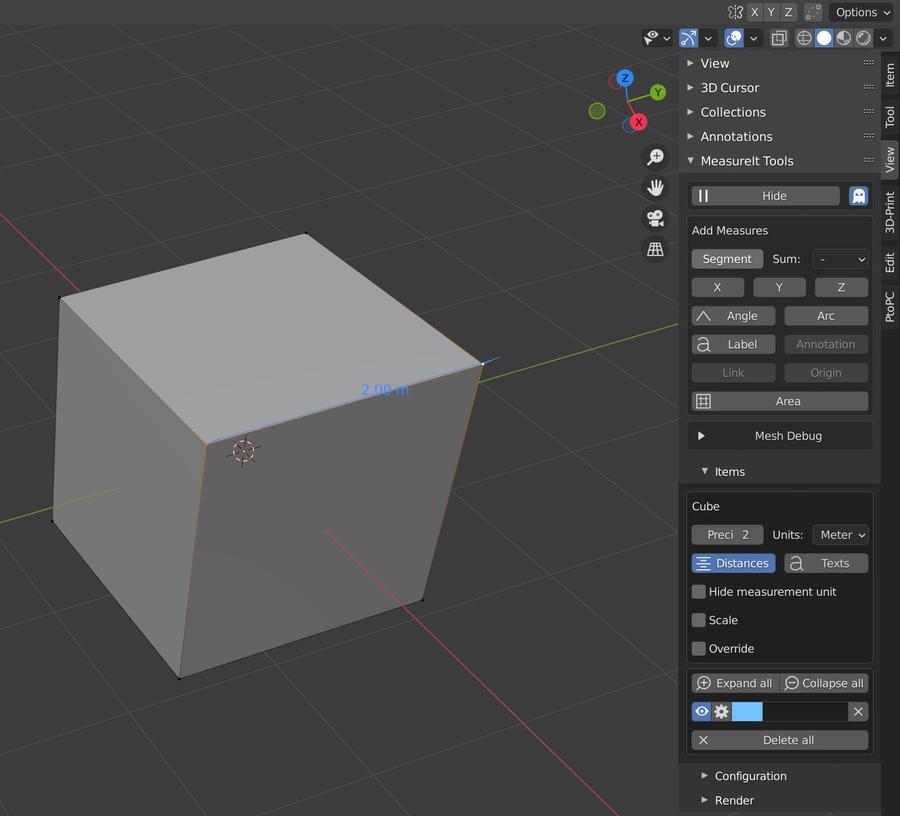 X Y Z Options
Z
Y
X
View
3D Cursor
Collections
Annotations
MeasureIt Tools
Hide
Add Measures
Segment Sum: -
X Y Z
Angle Arc
Label Annotation
Link Origin
Area
Mesh Debug
Items
Cube
Preci 2 Units: Meter
Distances Texts
Hide measurement unit
Scale
Override
Expand all Collapse all
Delete all
Configuration
Render
Item
Tool
View
3D-Print
Edit
PtoPC
2.00 m